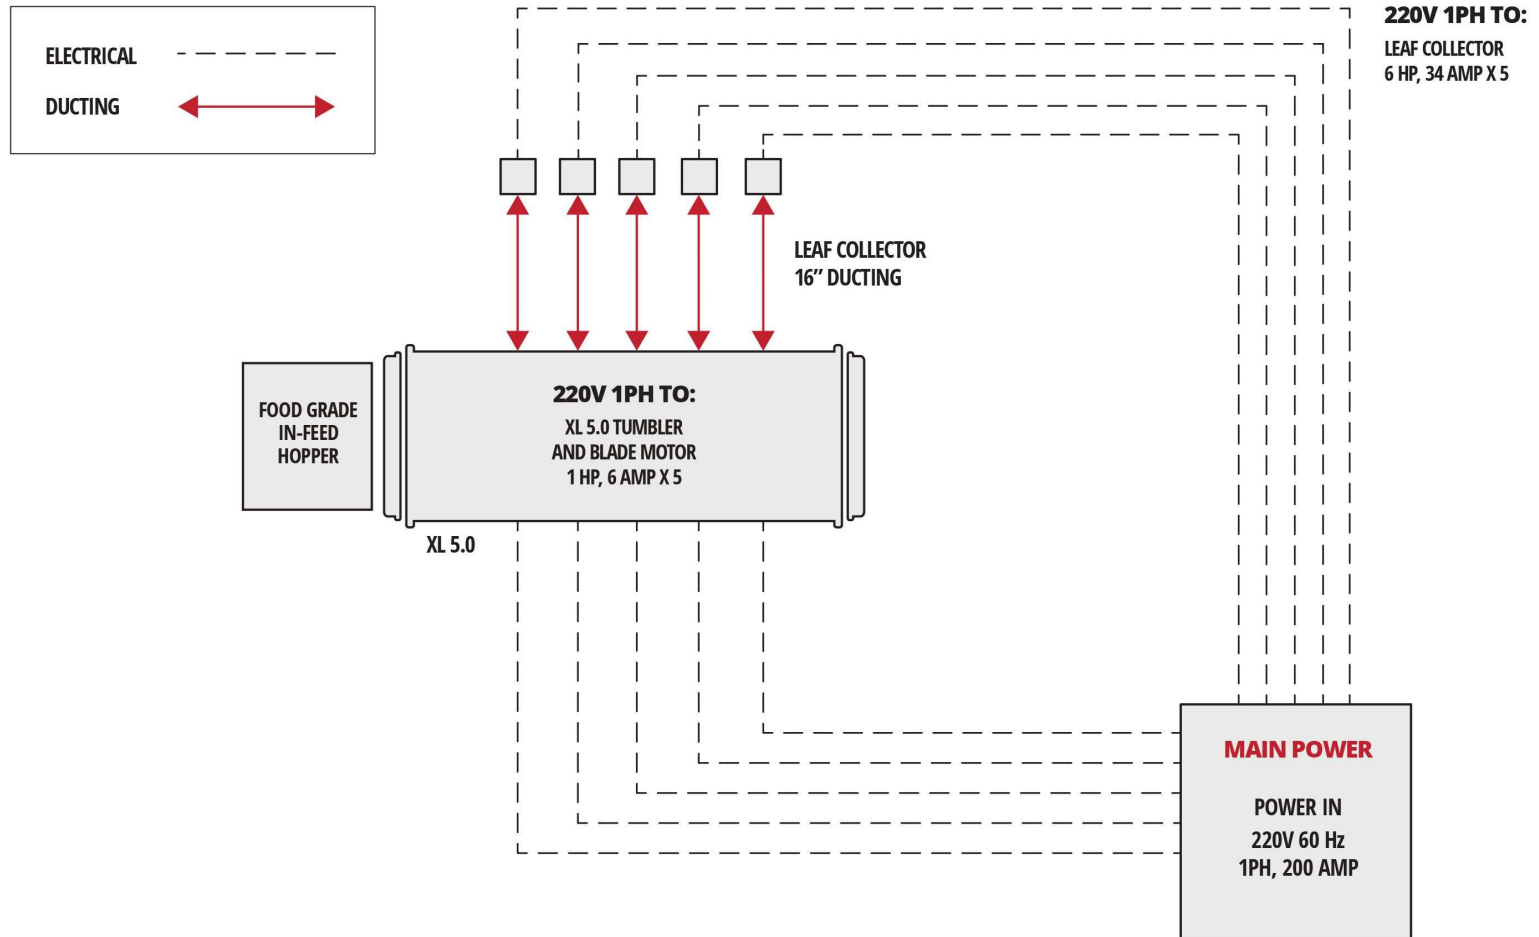 ELECTRICAL
DUCTING
220V 1PH TO:
LEAF COLLECTOR
6 HP, 34 AMP X 5
LEAF COLLECTOR
16” DUCTING
FOOD GRADE
IN-FEED
HOPPER
220V 1PH TO:
XL 5.0 TUMBLER
AND BLADE MOTOR
1 HP, 6 AMP X 5
XL 5.0
MAIN POWER
POWER IN
220V 60 Hz
1PH, 200 AMP